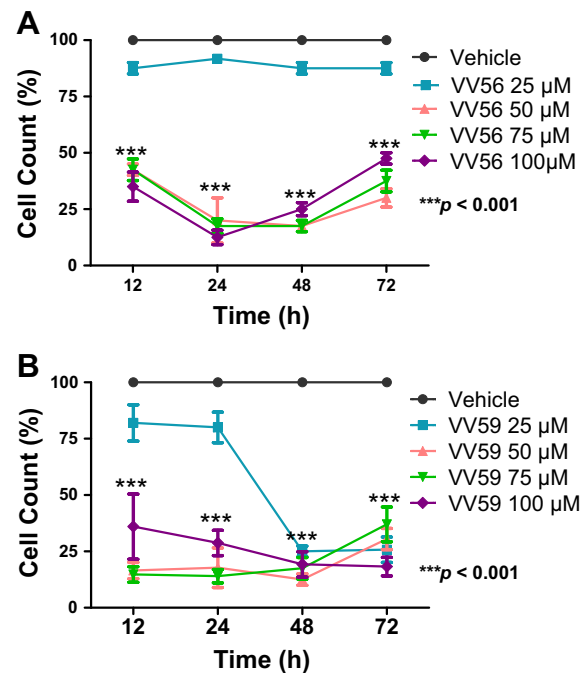 A
Cell Count (%)
100
75
50
25
0
*** *** *** ***
12 24 48 72
Time (h)
Vehicle
VV56 25 µM
VV56 50 µM
VV56 75 µM
VV56 100µM
***p < 0.001
B
Cell Count (%)
100
75
50
25
0
*** *** *** ***
12 24 48 72
Time (h)
Vehicle
VV59 25 µM
VV59 50 µM
VV59 75 µM
VV59 100 µM
***p < 0.001